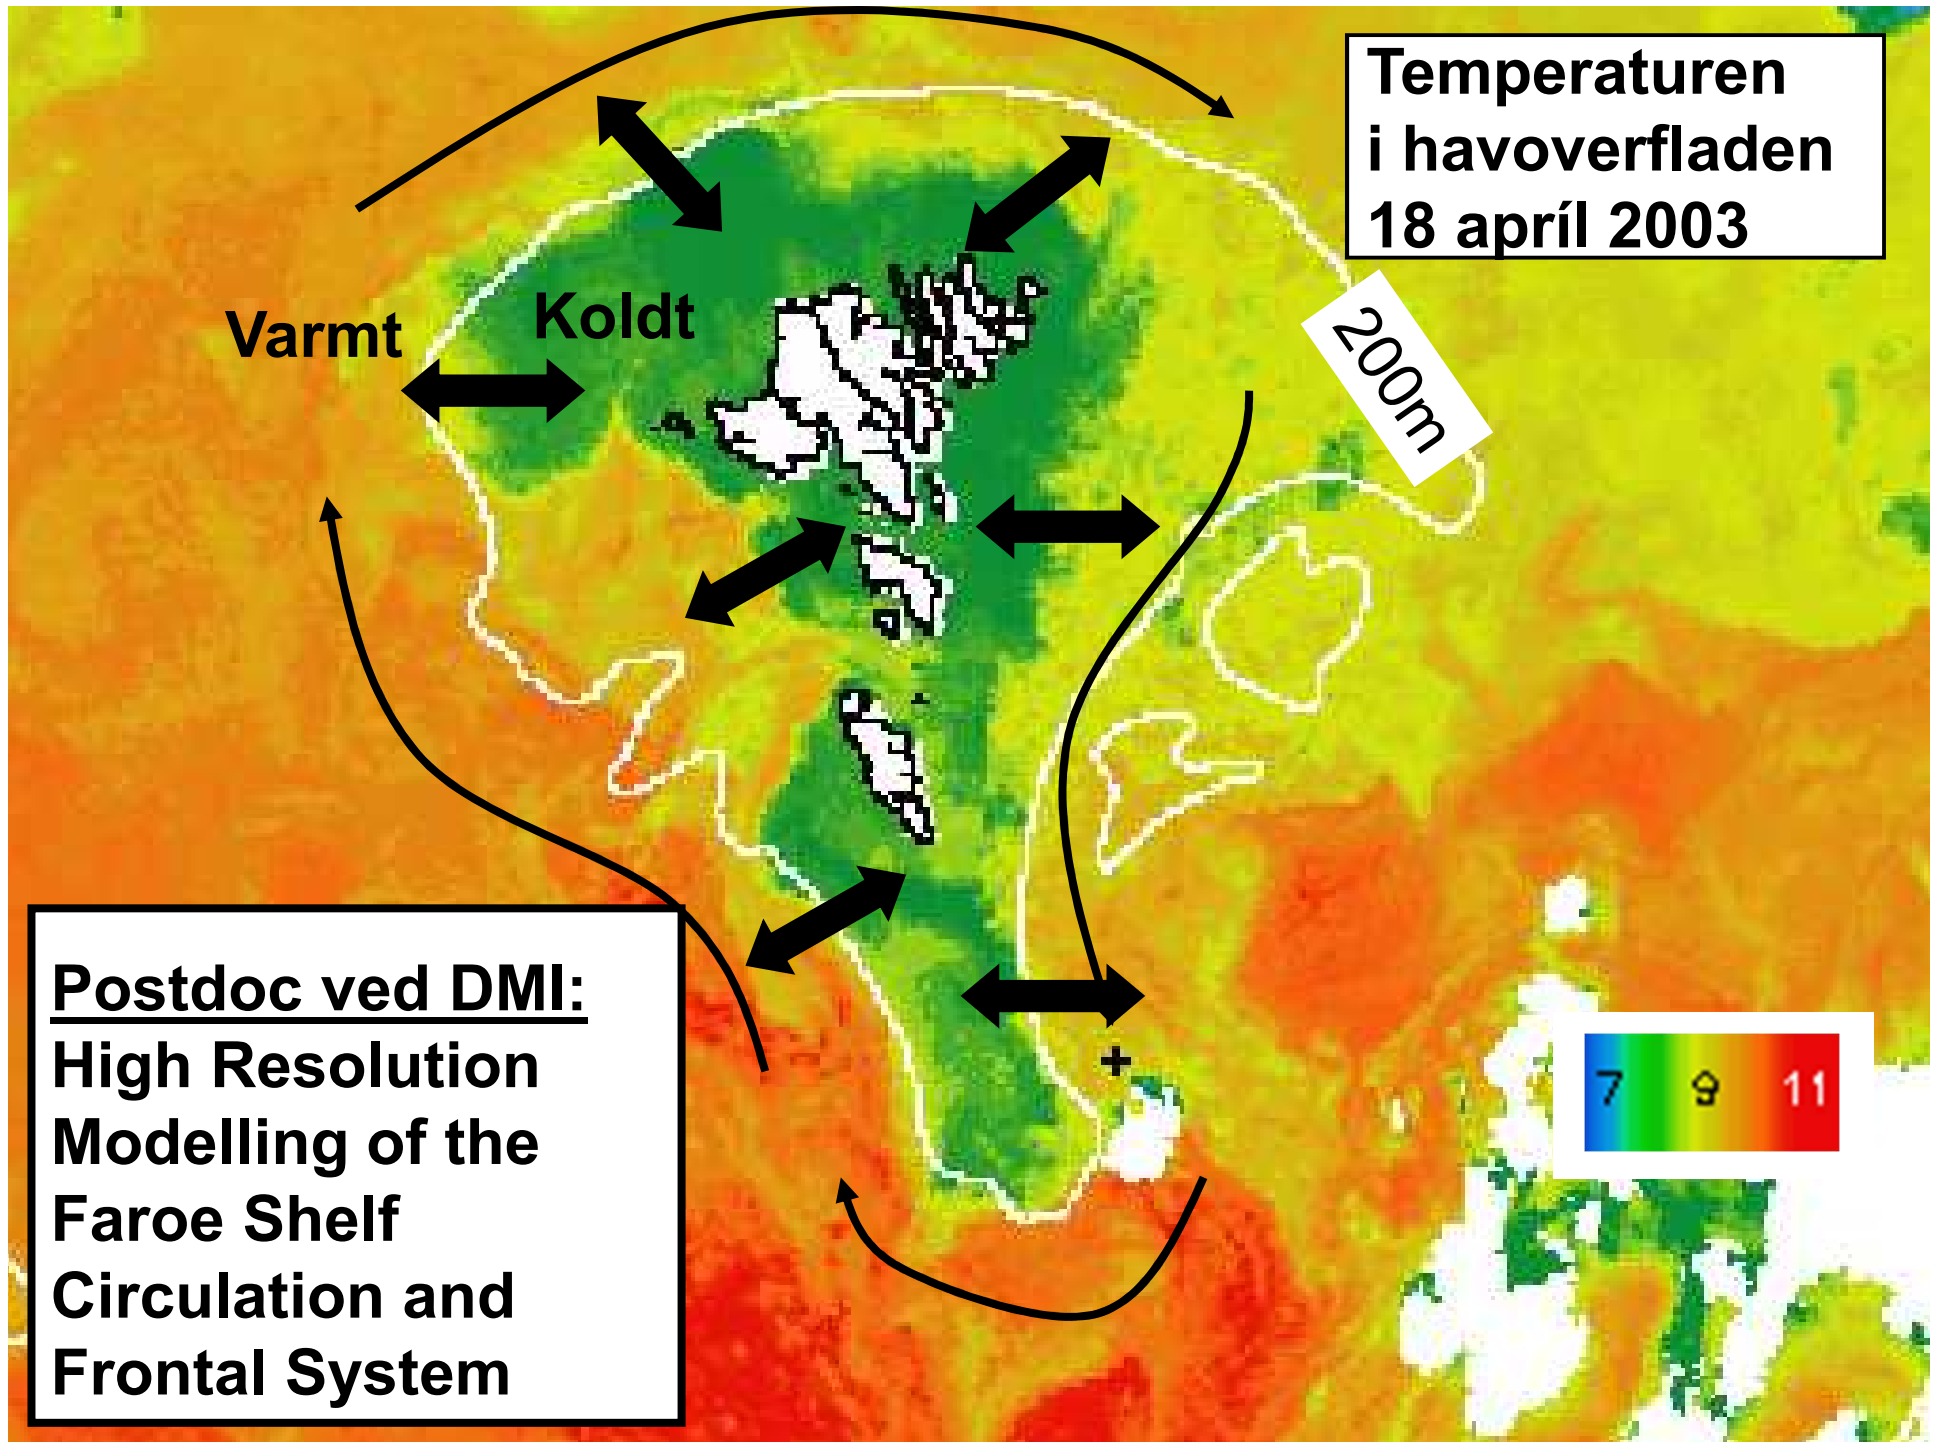 Temperaturen
i havoverfladen
18 apríl 2003
Varmt
Koldt
200m
Postdoc ved DMI:
High Resolution
Modelling of the
Faroe Shelf
Circulation and
Frontal System
7 9 11